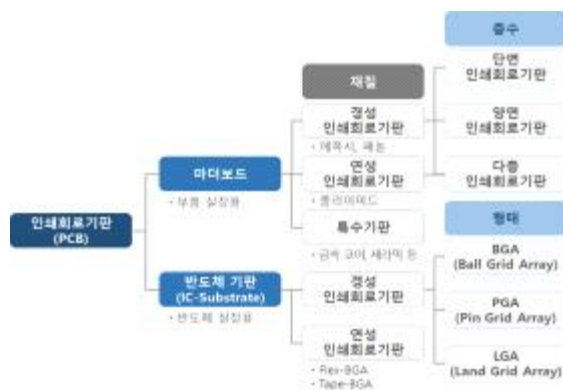 층수
단면
인쇄회로기판
재질
경성
인쇄회로기판
양면
인쇄회로기판
• 에폭시, 페놀
마더보드
연성
인쇄회로기판
다층
인쇄회로기판
• 부품 실장용
• 폴리이미드
인쇄회로기판
(PCB)
특수기판
형태
• 금속 코어, 세라믹 등
BGA
(Ball Grid Array)
반도체 기판
(IC-Substrate)
경성
인쇄회로기판
• 반도체 실장용
PGA
(Pin Grid Array)
연성
인쇄회로기판
LGA
(Land Grid Array)
• Flex-BGA
• Tape-BGA